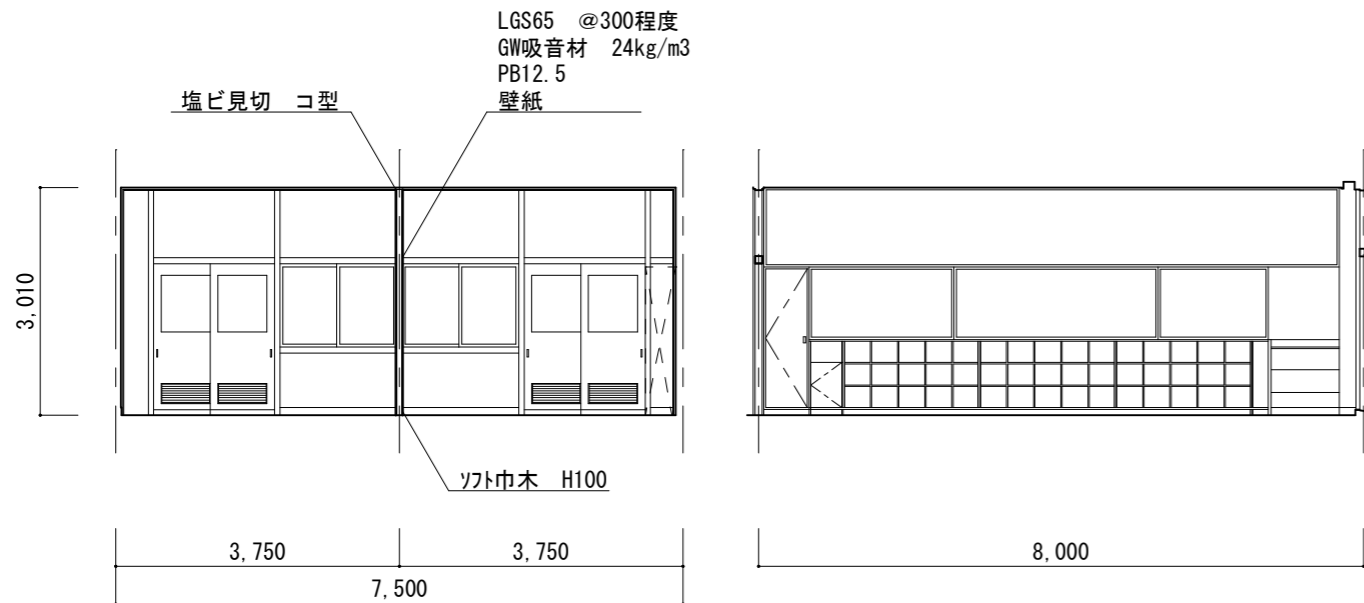 LGS65　@300程度
GW吸音材　24kg/m3
PB12.5
壁紙
塩ビ見切　コ型
3,010
ｿﾌﾄ巾木　H100
3,750
3,750
8,000
7,500